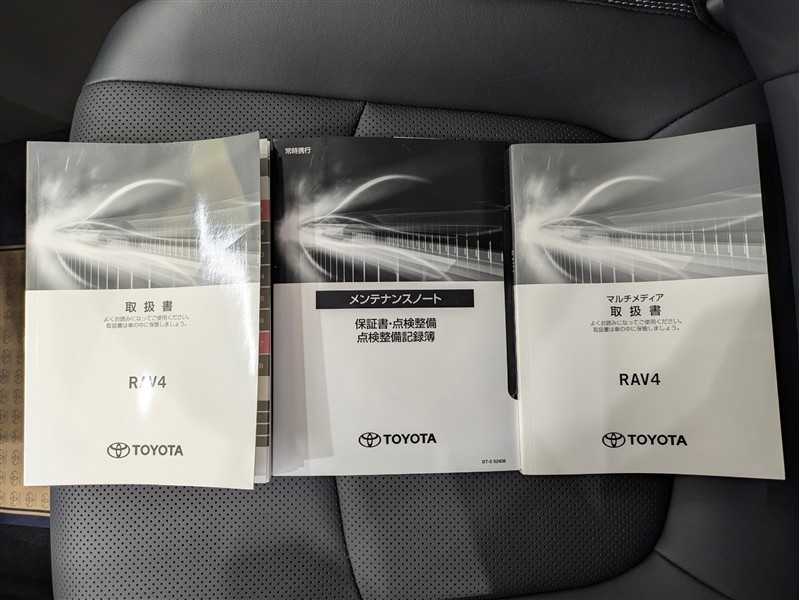 取扱書
よくお読みになってご使用ください。
取扱書は車の中に保管しましょう。
RAV4
TOYOTA
常時携行
メンテナンスノート
保証書・点検整備
点検整備記録簿
TOYOTA
マルチメディア
取扱書
よくお読みになってご使用ください。
取扱書は車の中に保管しましょう。
RAV4
TOYOTA